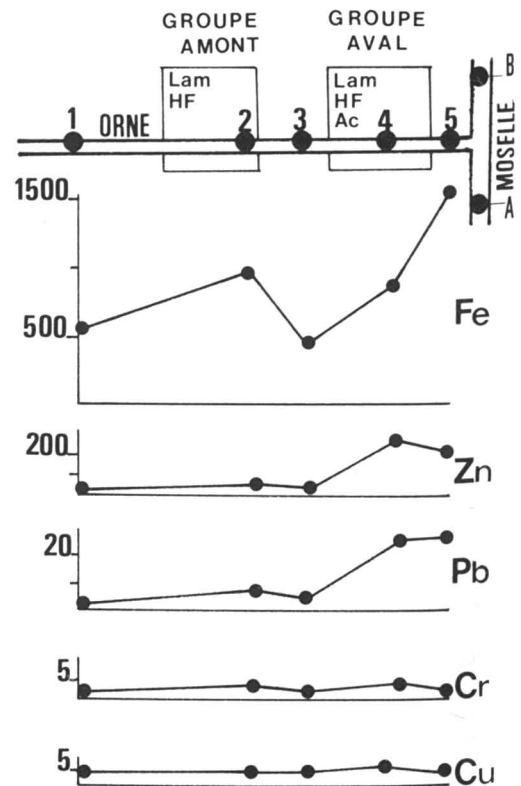 GROUPE AMONT
GROUPE AVAL
Lam
HF
Lam
HF
Ac
1 ORNE 2 3 4 5
B
MOSELLE
A
1500
500
Fe
200
Zn
20
Pb
5
Cr
5
Cu